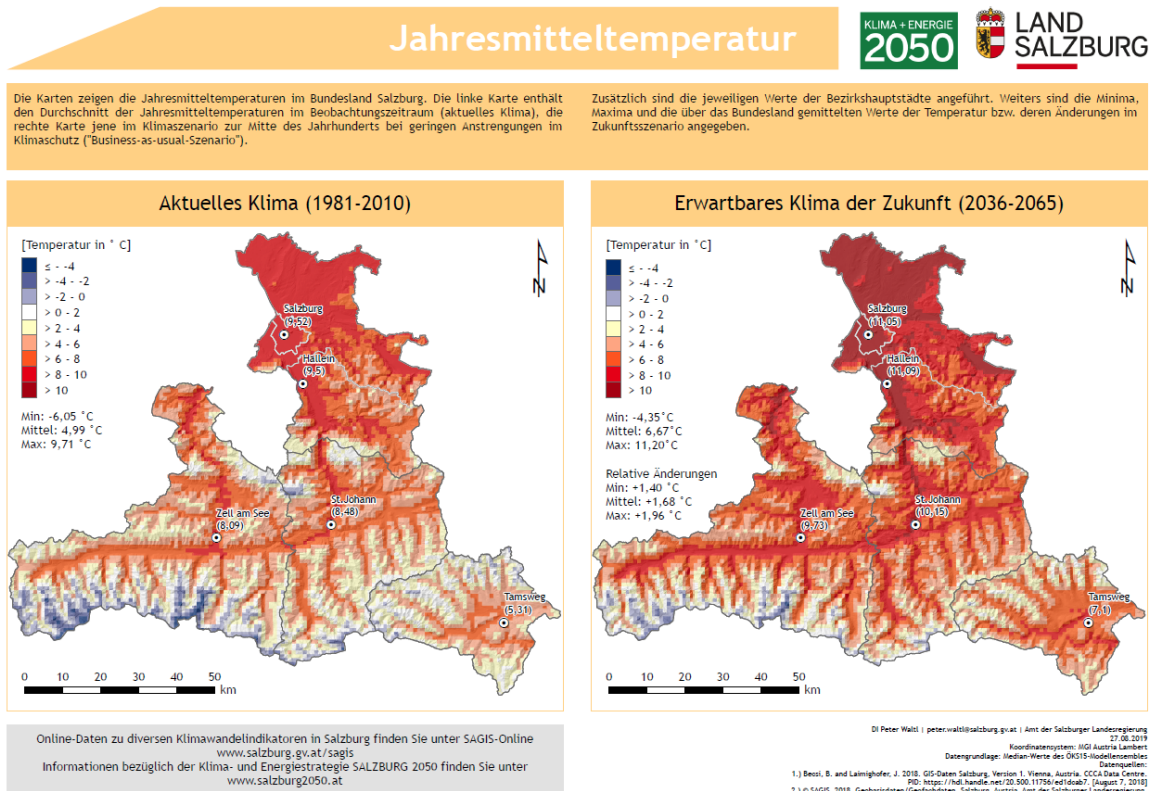 Jahresmitteltemperatur
KLIMA + ENERGIE
2050
LAND
SALZBURG
Die Karten zeigen die Jahresmitteltemperaturen im Bundesland Salzburg. Die linke Karte enthält
den Durchschnitt der Jahresmitteltemperaturen im Beobachtungszeitraum (aktuelles Klima), die
rechte Karte jene im Klimaszenario zur Mitte des Jahrhunderts bei geringen Anstrengungen im
Klimaschutz ("Business-as-usual-Szenario").
Zusätzlich sind die jeweiligen Werte der Bezirkshauptstädte angeführt. Weiters sind die Minima,
Maxima und die über das Bundesland gemittelten Werte der Temperatur bzw. deren Änderungen im
Zukunftsszenario angegeben.
Aktuelles Klima (1981-2010)
[Temperatur in ° C]
≤ - -4
> -4 - -2
> -2 - 0
> 0 - 2
> 2 - 4
> 4 - 6
> 6 - 8
> 8 - 10
> 10
Min: -6,05 °C
Mittel: 4,99 °C
Max: 9,71 °C
N
Salzburg
(9,52)
Hallein
(9,5)
Zell am See
(8,09)
St.Johann
(8,48)
Tamsweg
(5,31)
0 10 20 30 40 50
km
Erwartbares Klima der Zukunft (2036-2065)
[Temperatur in °C]
≤ - -4
> -4 - -2
> -2 - 0
> 0 - 2
> 2 - 4
> 4 - 6
> 6 - 8
> 8 - 10
> 10
Min: -4,35°C
Mittel: 6,67°C
Max: 11,20°C
Relative Änderungen
Min: +1,40 °C
Mittel: +1,68 °C
Max: +1,96 °C
N
Salzburg
(11,05)
Hallein
(11,09)
Zell am See
(9,73)
St.Johann
(10,15)
Tamsweg
(7,1)
0 10 20 30 40 50
km
Online-Daten zu diversen Klimawandelindikatoren in Salzburg finden Sie unter SAGIS-Online
www.salzburg.gv.at/sagis
Informationen bezüglich der Klima- und Energiestrategie SALZBURG 2050 finden Sie unter
www.salzburg2050.at
DI Peter Waltl | peter.waltl@salzburg.gv.at | Amt der Salzburger Landesregierung
27.08.2019
Koordinatensystem: MGI Austria Lambert
Datengrundlage: Median-Werte des ÖKS15-Modellensembles
Datenquellen:
1.) Becsi, B. and Laimighofer, J. 2018. GIS-Daten Salzburg, Version 1. Vienna, Austria. CCCA Data Centre.
PID: https://hdl.handle.net/20.500.11756/ed1doab7. [August 7, 2018]
2.) © SAGIS, 2018. Geobasisdaten/Geofachdaten, Salzburg, Austria. Amt der Salzburger Landesregierung.